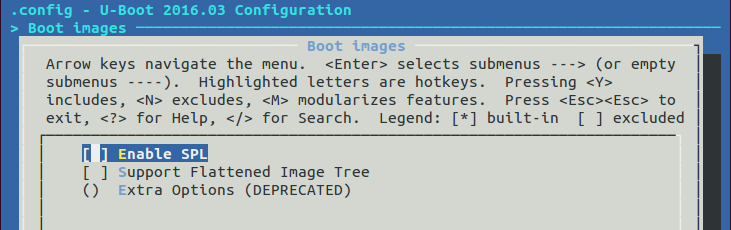 .config - U-Boot 2016.03 Configuration
> Boot images
Boot images
Arrow keys navigate the menu.  <Enter> selects submenus ---> (or empty
submenus ----).  Highlighted letters are hotkeys.  Pressing <Y>
includes, <N> excludes, <M> modularizes features.  Press <Esc><Esc> to
exit, <?> for Help, </> for Search.  Legend: [*] built-in  [ ] excluded
[ ] Enable SPL
[ ] Support Flattened Image Tree
() Extra Options (DEPRECATED)